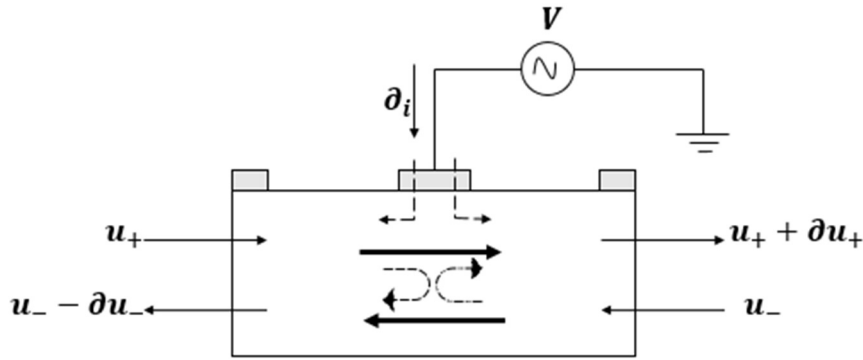 V
∂ᵢ
u₊
u₊ + ∂u₊
u₋ − ∂u₋
u₋